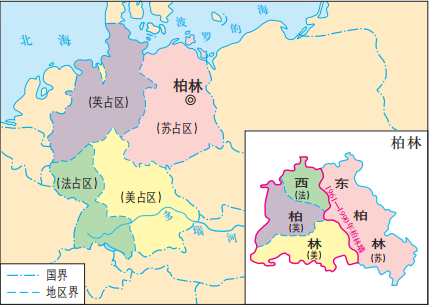 北海
波罗的海
(英占区)
柏林
(苏占区)
(法占区)
(美占区)
多瑙河
国界
地区界
柏林
西
(法)
东
柏
(英)
柏
林
(美)
林
(苏)
1961—1990年柏林墙